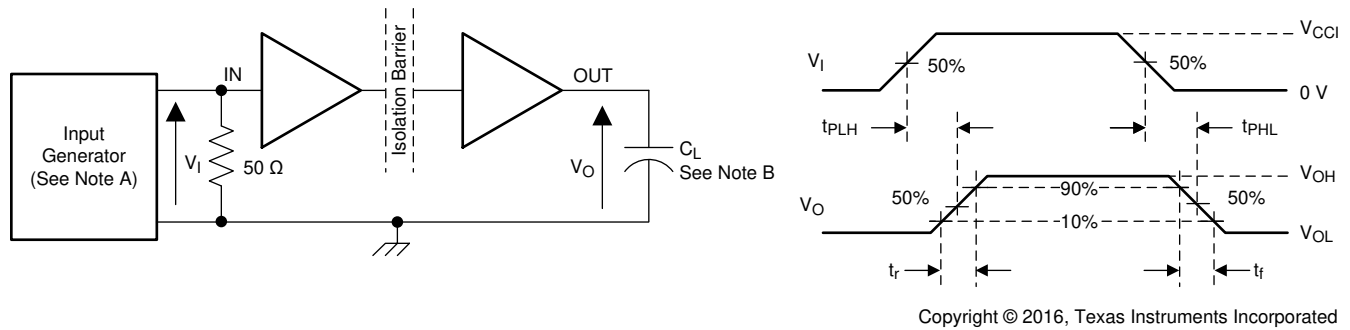 Input
Generator
(See Note A)
V_I
IN
50 Ω
Isolation Barrier
OUT
V_O
C_L
See Note B
V_I
50%
50%
V_CCI
0 V
t_PLH
t_PHL
V_O
50%
90%
10%
50%
V_OH
V_OL
t_r
t_f
Copyright © 2016, Texas Instruments Incorporated